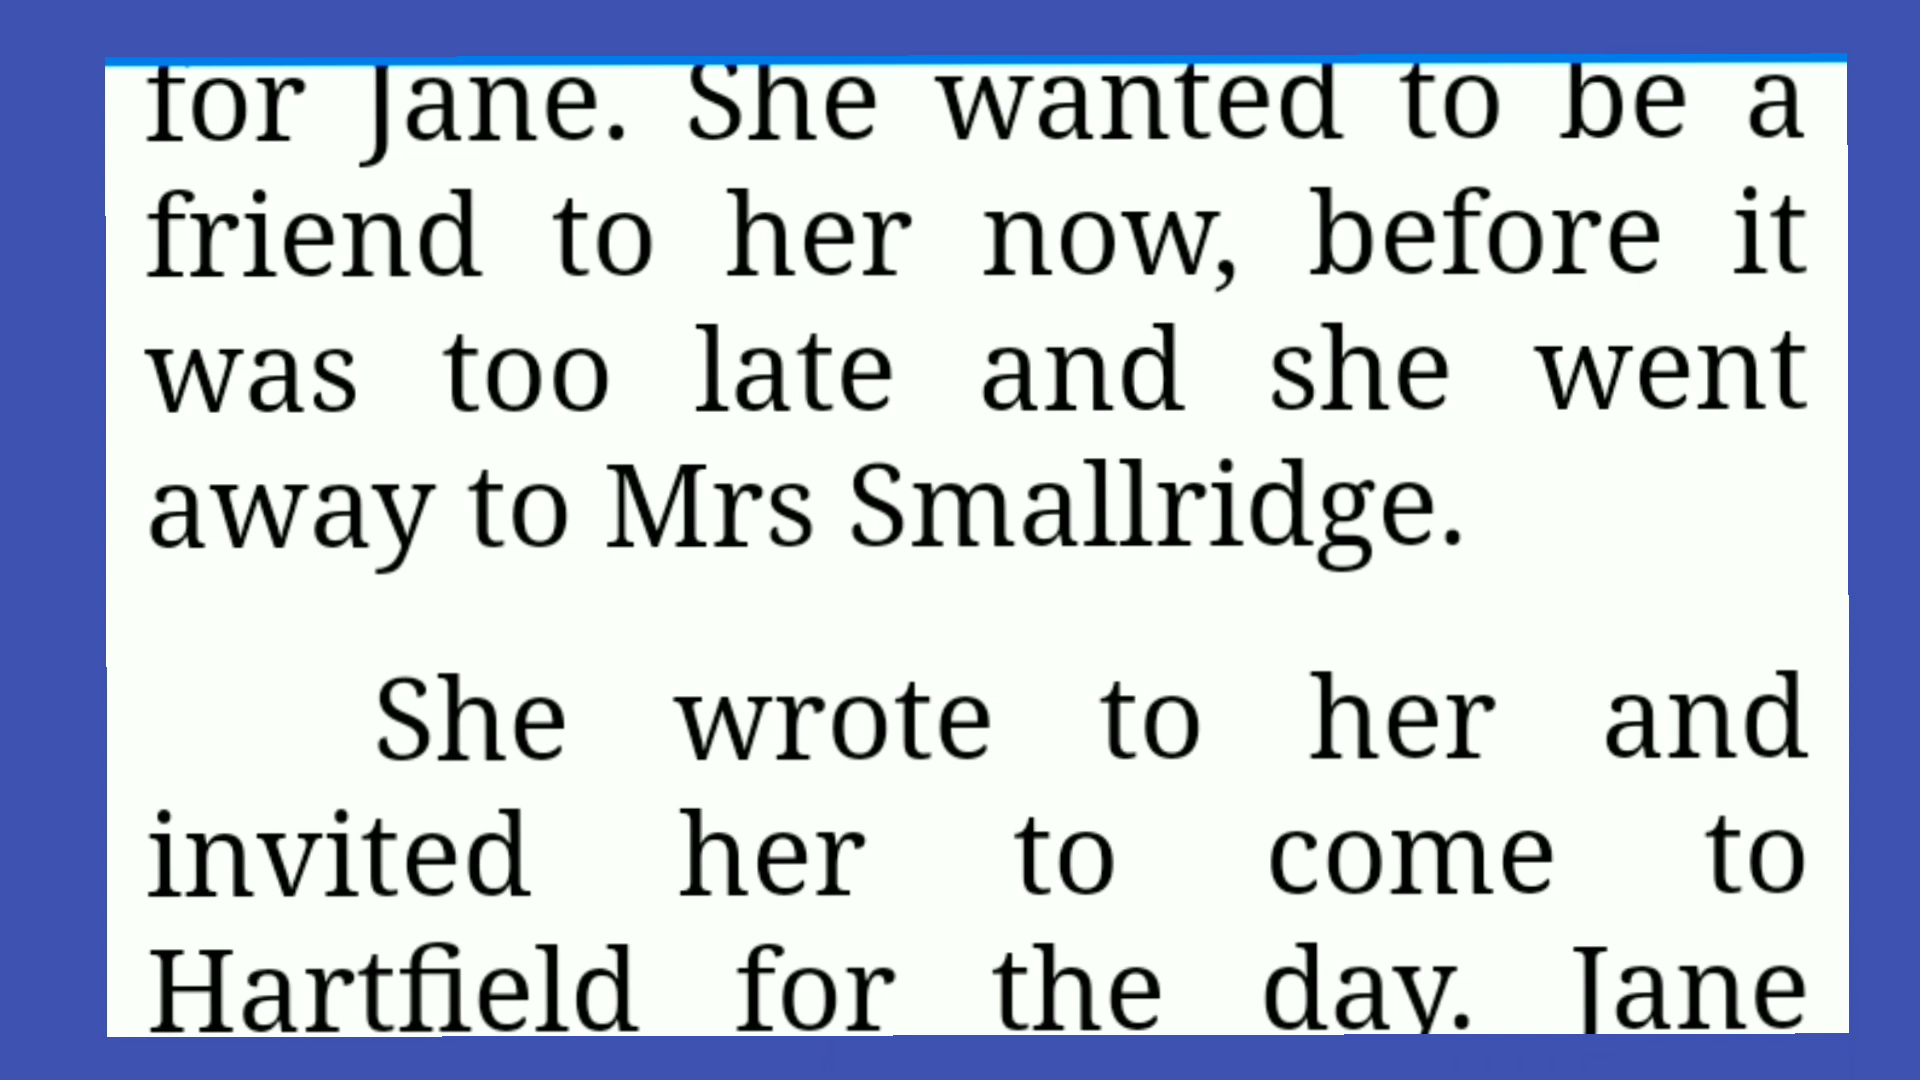 for Jane. She wanted to be a
friend to her now, before it
was too late and she went
away to Mrs Smallridge.
She wrote to her and
invited her to come to
Hartfield for the day. Jane